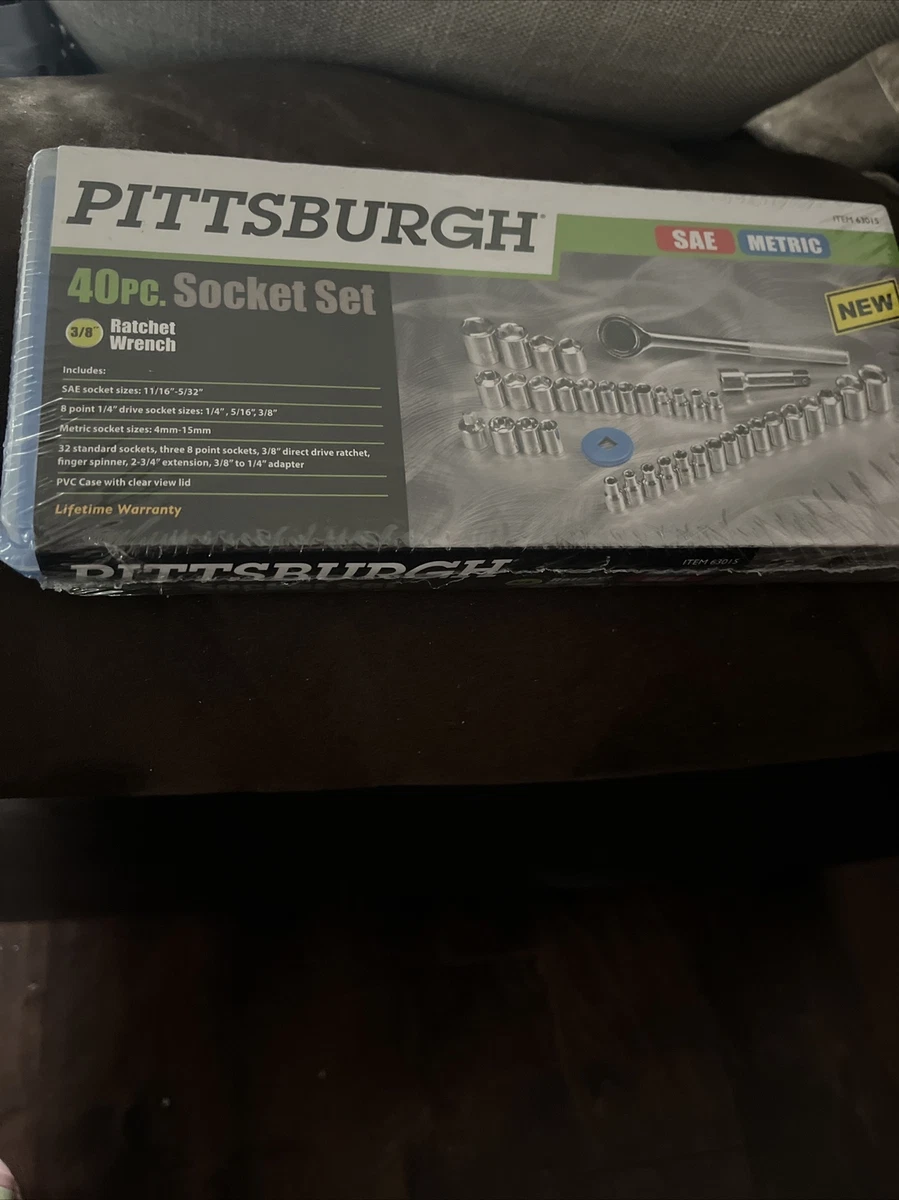 PITTSBURGH
ITEM 63015
SAE METRIC
40PC. Socket Set
NEW
3/8" Ratchet
Wrench
Includes:
SAE socket sizes: 11/16"-5/32"
8 point 1/4" drive socket sizes: 1/4", 5/16", 3/8"
Metric socket sizes: 4mm-15mm
32 standard sockets, three 8 point sockets, 3/8" direct drive ratchet,
finger spinner, 2-3/4" extension, 3/8" to 1/4" adapter
PVC Case with clear view lid
Lifetime Warranty
PITTSBURGH
ITEM 63015